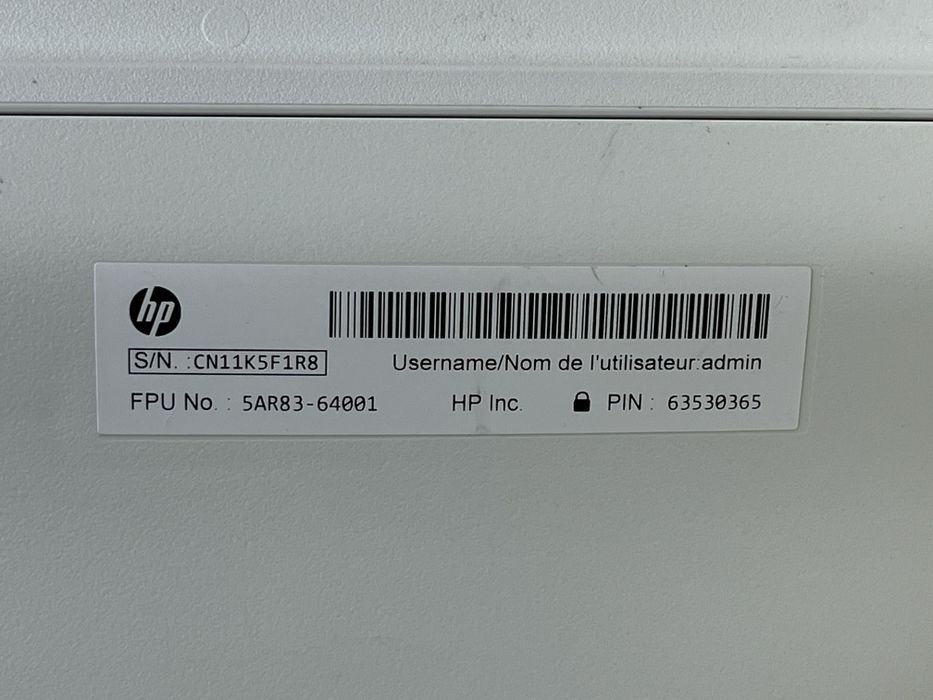 hp
S/N. :CN11K5F1R8
Username/Nom de l'utilisateur:admin
FPU No. : 5AR83-64001
HP Inc.
PIN : 63530365